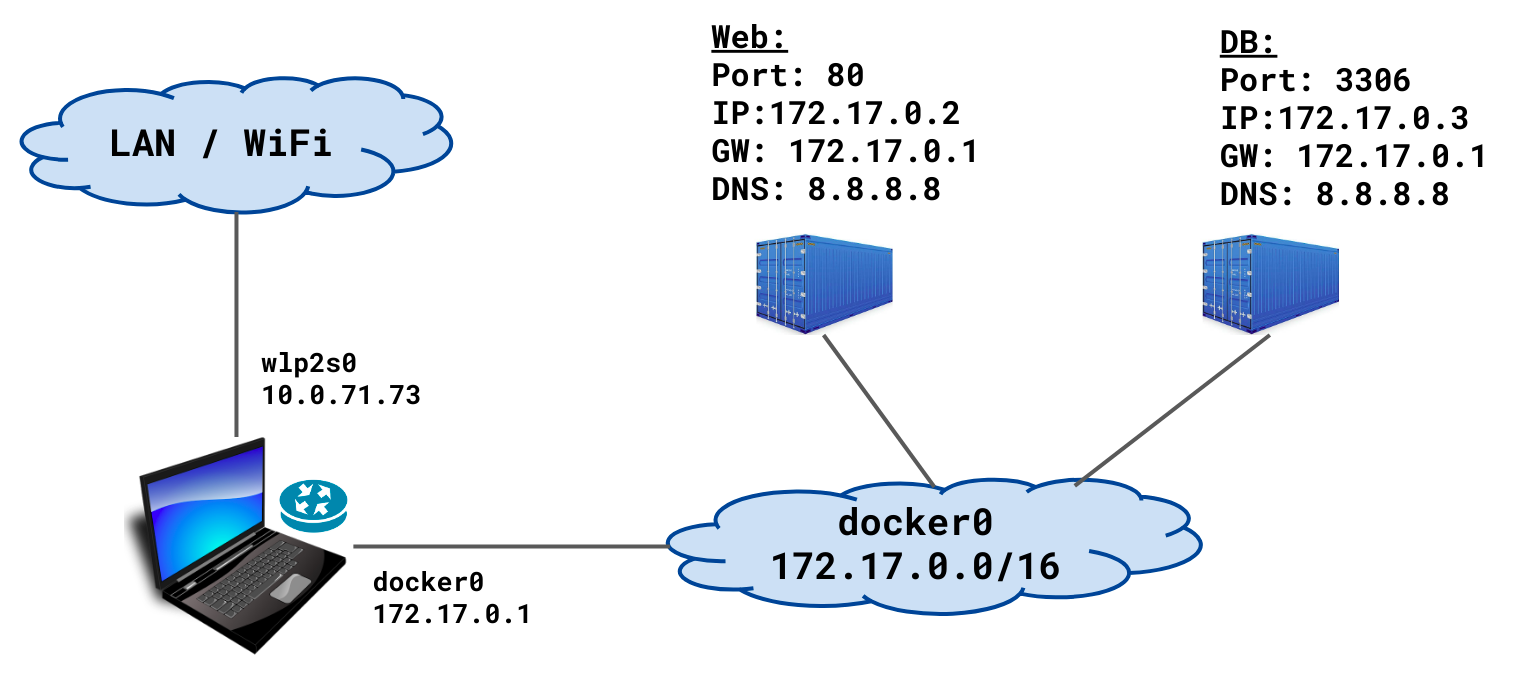 LAN / WiFi
wlp2s0
10.0.71.73
docker0
172.17.0.1
Web:
Port: 80
IP:172.17.0.2
GW: 172.17.0.1
DNS: 8.8.8.8
DB:
Port: 3306
IP:172.17.0.3
GW: 172.17.0.1
DNS: 8.8.8.8
docker0
172.17.0.0/16